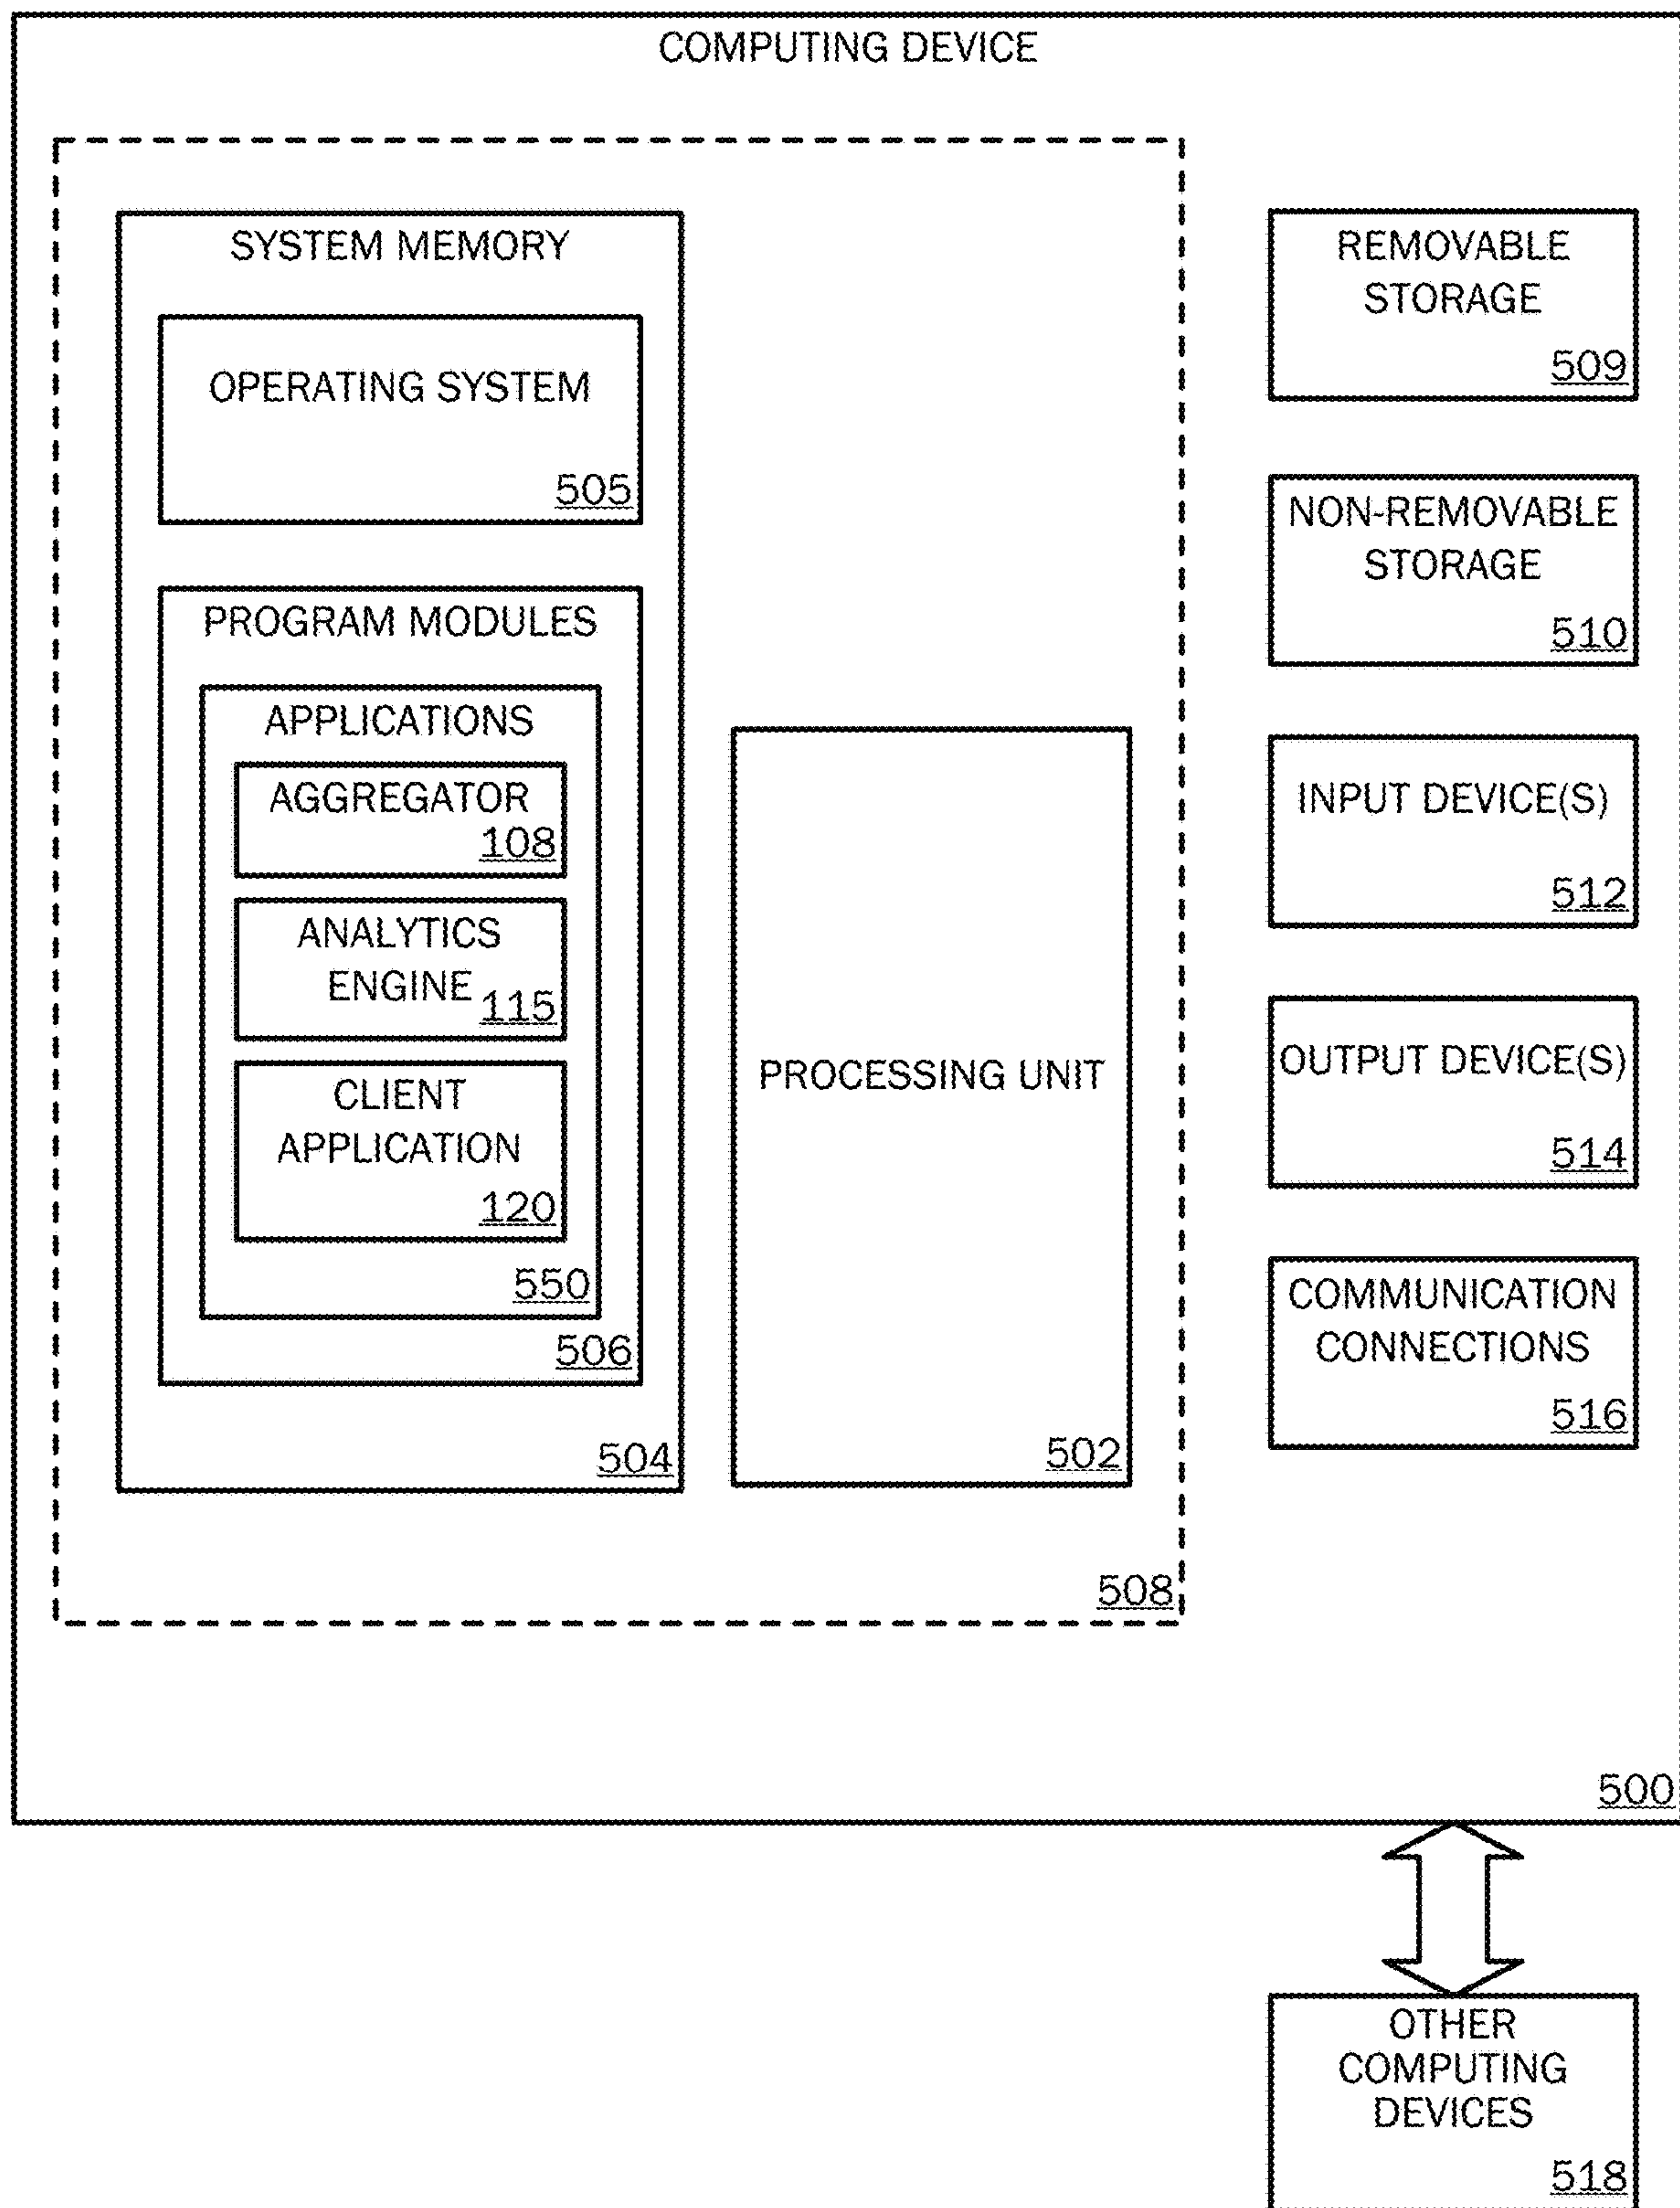 COMPUTING DEVICE
SYSTEM MEMORY
OPERATING SYSTEM
505
PROGRAM MODULES
APPLICATIONS
AGGREGATOR
108
ANALYTICS
ENGINE 115
CLIENT
APPLICATION
120
550
506
504
PROCESSING UNIT
502
508
REMOVABLE
STORAGE
509
NON-REMOVABLE
STORAGE
510
INPUT DEVICE(S)
512
OUTPUT DEVICE(S)
514
COMMUNICATION
CONNECTIONS
516
500
OTHER
COMPUTING
DEVICES
518